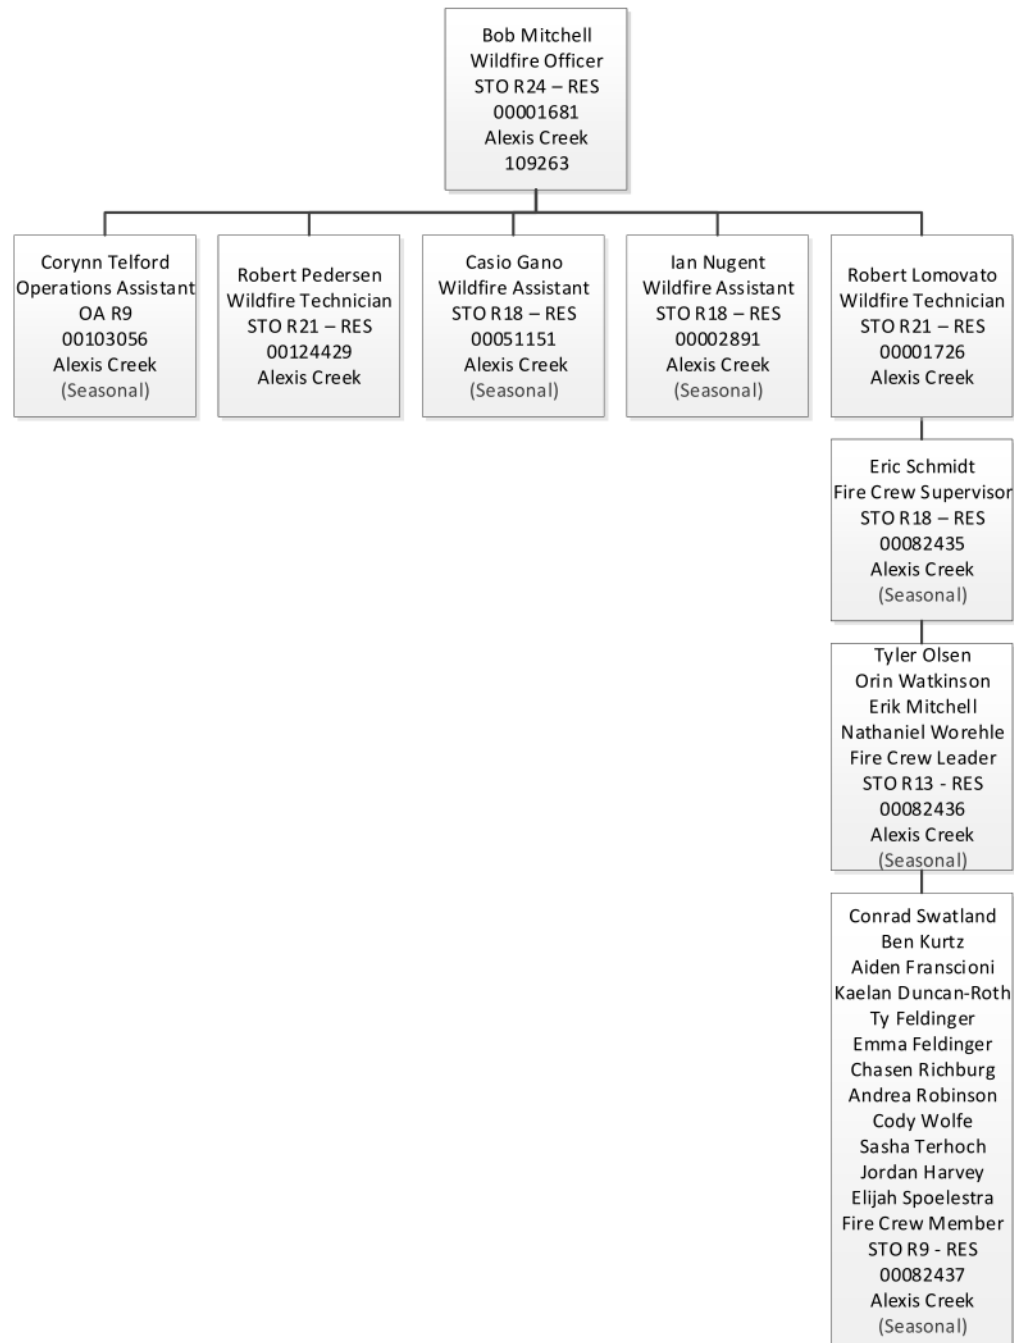 Bob Mitchell
Wildfire Officer
STO R24 – RES
00001681
Alexis Creek
109263
Corynn Telford
Operations Assistant
OA R9
00103056
Alexis Creek
(Seasonal)
Robert Pedersen
Wildfire Technician
STO R21 – RES
00124429
Alexis Creek
Casio Gano
Wildfire Assistant
STO R18 – RES
00051151
Alexis Creek
(Seasonal)
Ian Nugent
Wildfire Assistant
STO R18 – RES
00002891
Alexis Creek
(Seasonal)
Robert Lomovato
Wildfire Technician
STO R21 – RES
00001726
Alexis Creek
Eric Schmidt
Fire Crew Supervisor
STO R18 – RES
00082435
Alexis Creek
(Seasonal)
Tyler Olsen
Orin Watkinson
Erik Mitchell
Nathaniel Worehle
Fire Crew Leader
STO R13 - RES
00082436
Alexis Creek
(Seasonal)
Conrad Swatland
Ben Kurtz
Aiden Franscioni
Kaelan Duncan-Roth
Ty Feldinger
Emma Feldinger
Chasen Richburg
Andrea Robinson
Cody Wolfe
Sasha Terhoch
Jordan Harvey
Elijah Spoelestra
Fire Crew Member
STO R9 - RES
00082437
Alexis Creek
(Seasonal)